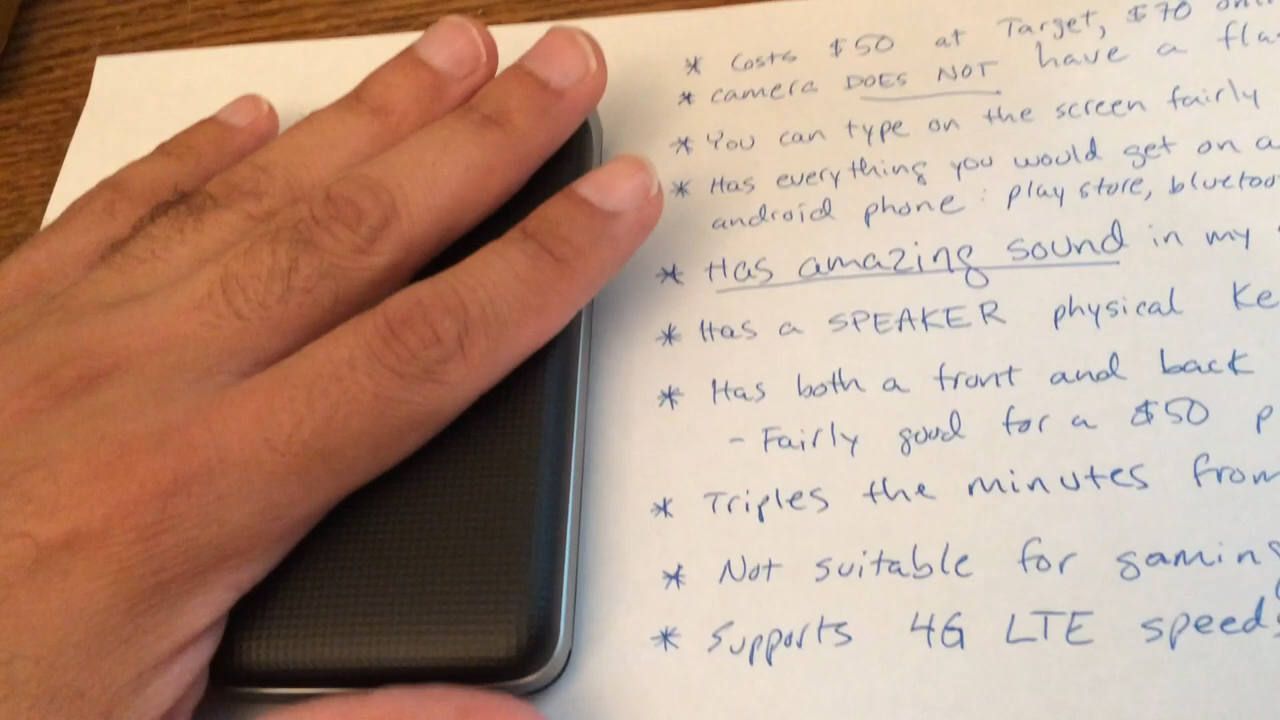 * Costs $50 at Target, $70
* camera DOES NOT have a
* You can type on the screen fairly
* Has everything you would get on a
android phone: play store,
* Has amazing sound in my
* Has a SPEAKER physical
* Has both a front and back
- Fairly good for a $50
* Triples the minutes from
* Not suitable for gaming
* Supports 4G LTE speeds